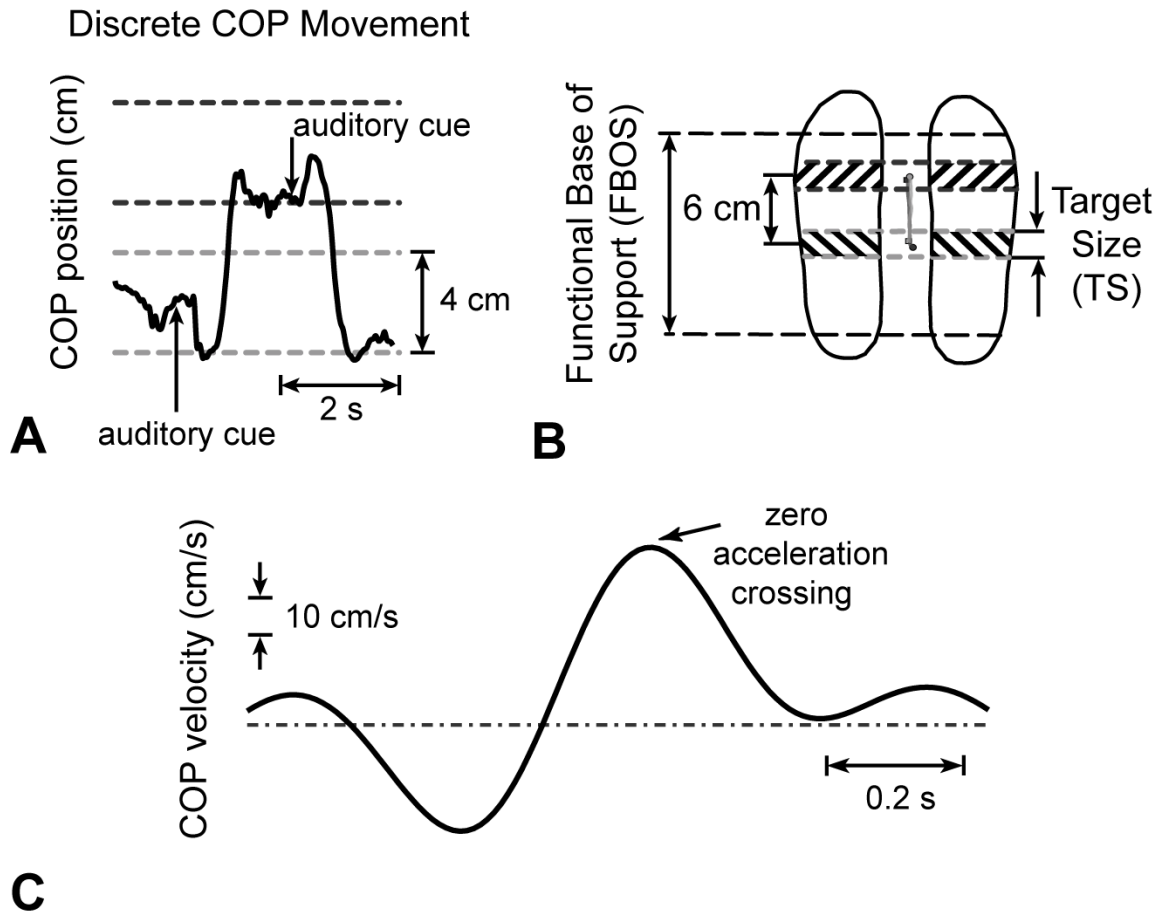 Discrete COP Movement
COP position (cm)
auditory cue
4 cm
2 s
auditory cue
A
Functional Base of
Support (FBOS)
6 cm
Target
Size
(TS)
B
COP velocity (cm/s)
10 cm/s
zero
acceleration
crossing
0.2 s
C